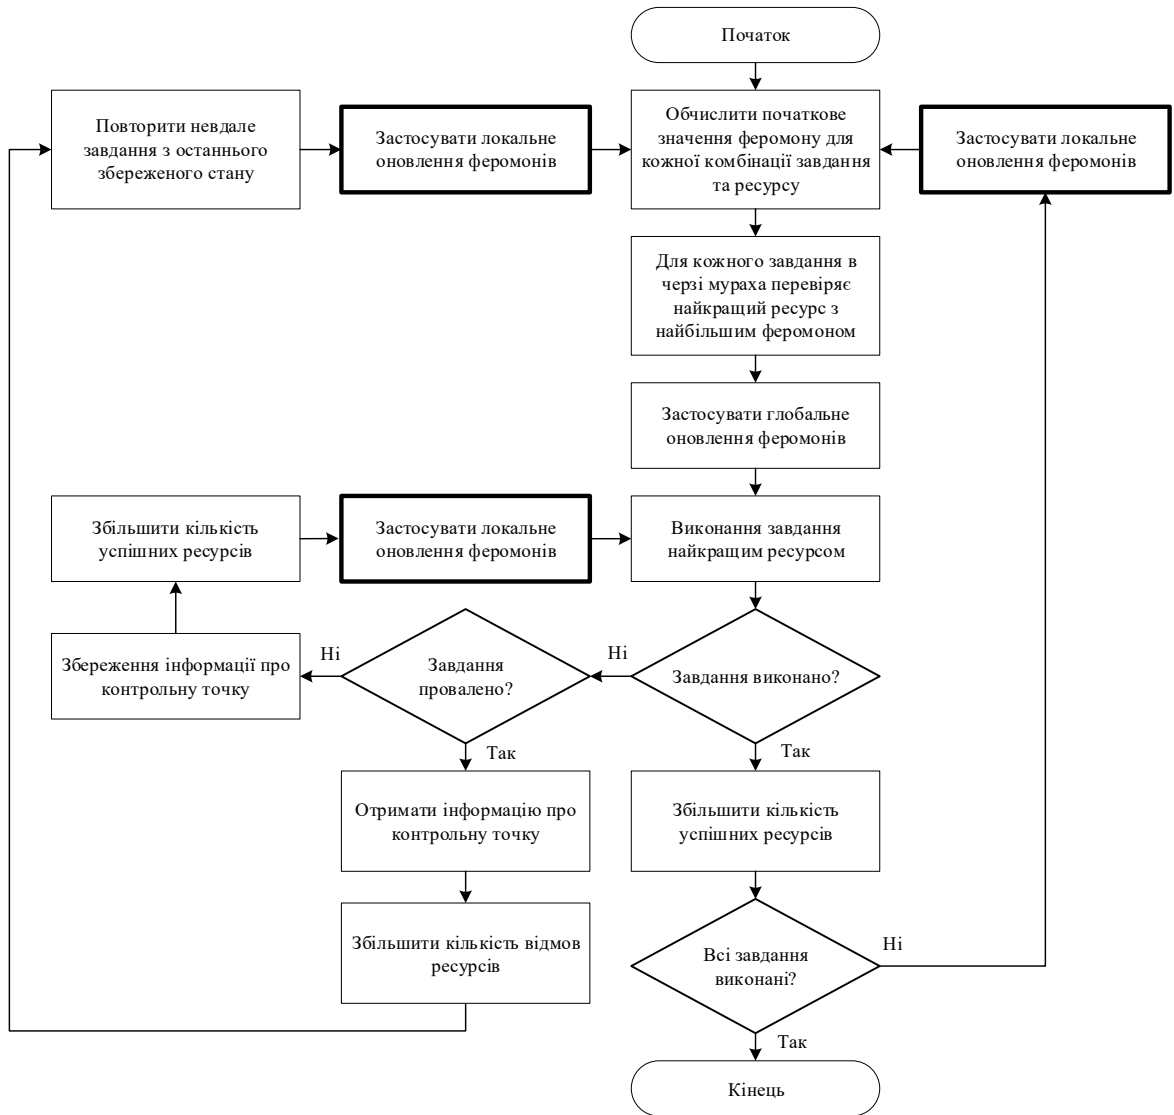 Початок
Повторити невдале
завдання з останнього
збереженого стану
Застосувати локальне
оновлення феромонів
Обчислити початкове
значення феромону для
кожної комбінації завдання
та ресурсу
Застосувати локальне
оновлення феромонів
Для кожного завдання в
черзі мураха перевіряє
найкращий ресурс з
найбільшим феромоном
Застосувати глобальне
оновлення феромонів
Збільшити кількість
успішних ресурсів
Застосувати локальне
оновлення феромонів
Виконання завдання
найкращим ресурсом
Збереження інформації про
контрольну точку
Ні
Завдання
провалено?
Ні
Завдання виконано?
Так
Так
Отримати інформацію про
контрольну точку
Збільшити кількість
успішних ресурсів
Збільшити кількість відмов
ресурсів
Всі завдання
виконані?
Ні
Так
Кінець